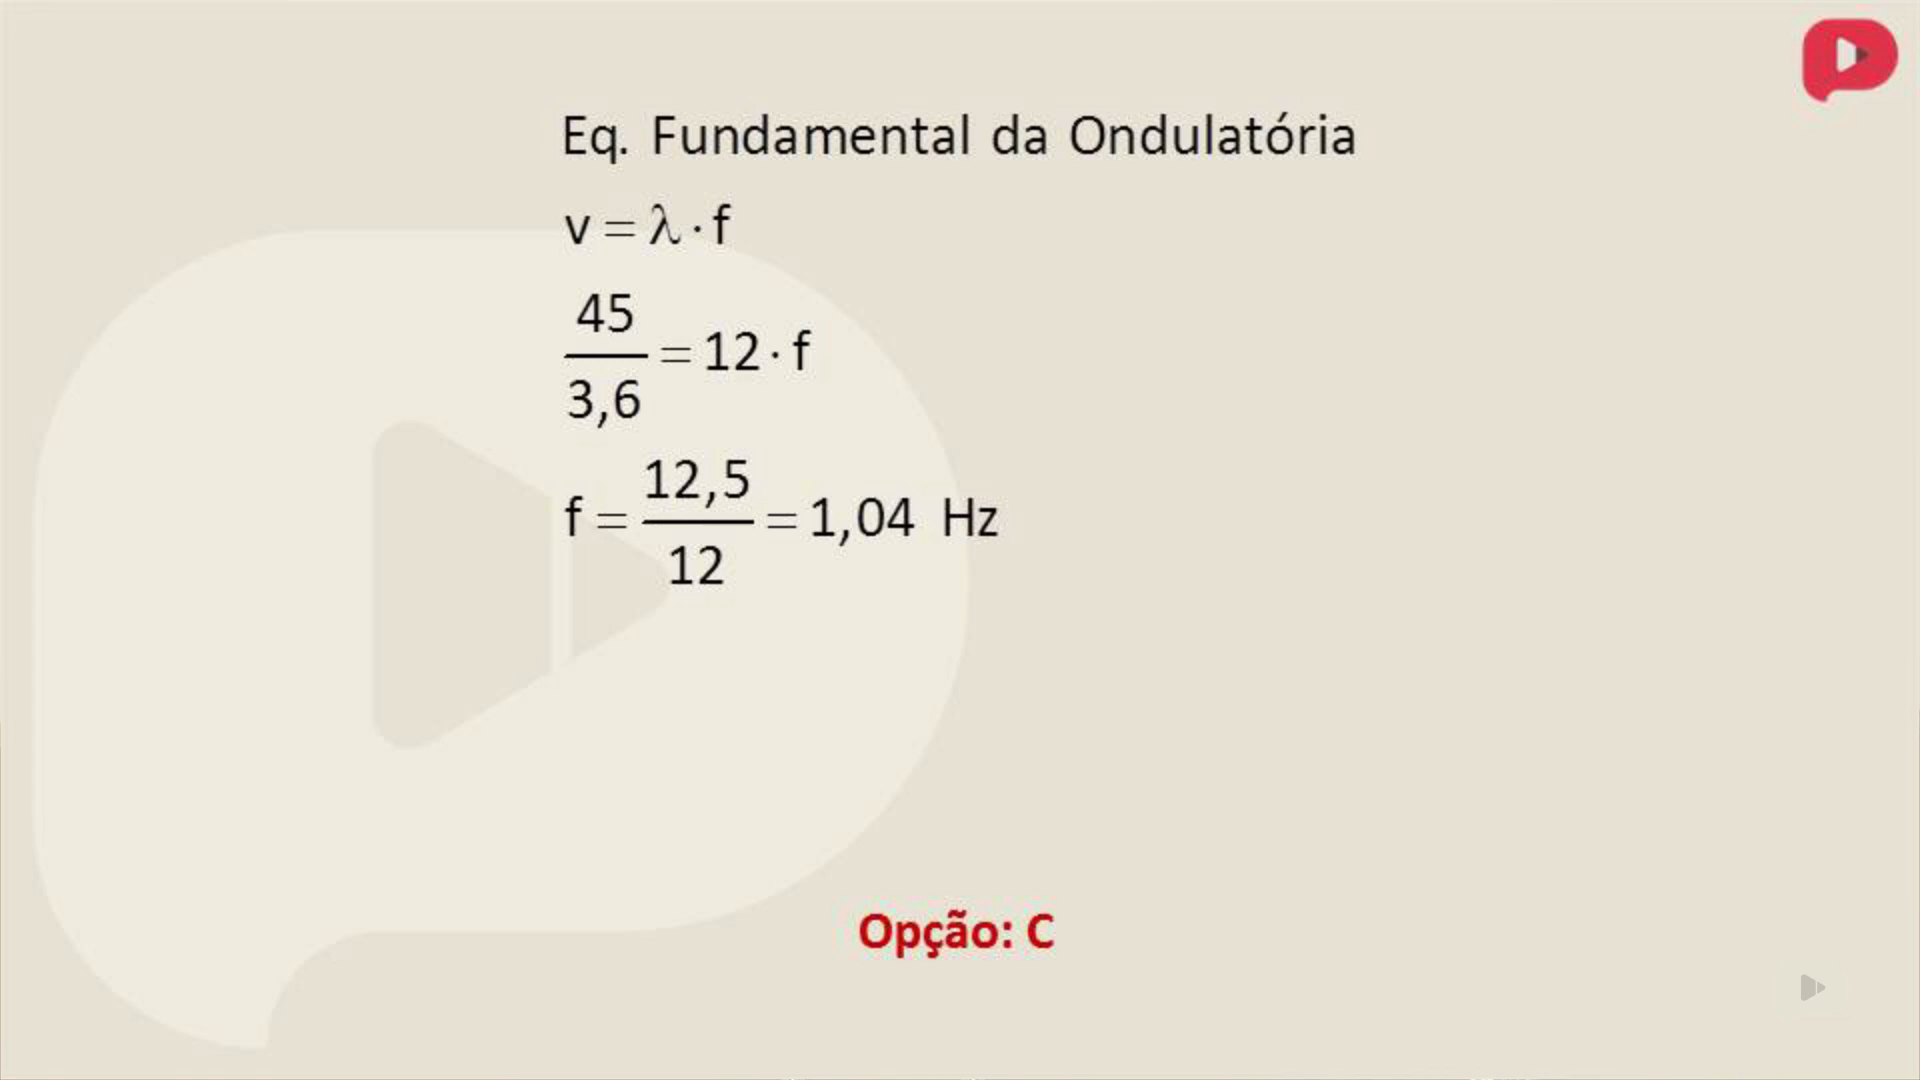 Eq. Fundamental da Ondulatória
v = λ · f
45/3,6 = 12 · f
f = 12,5/12 = 1,04 Hz
Opção: C